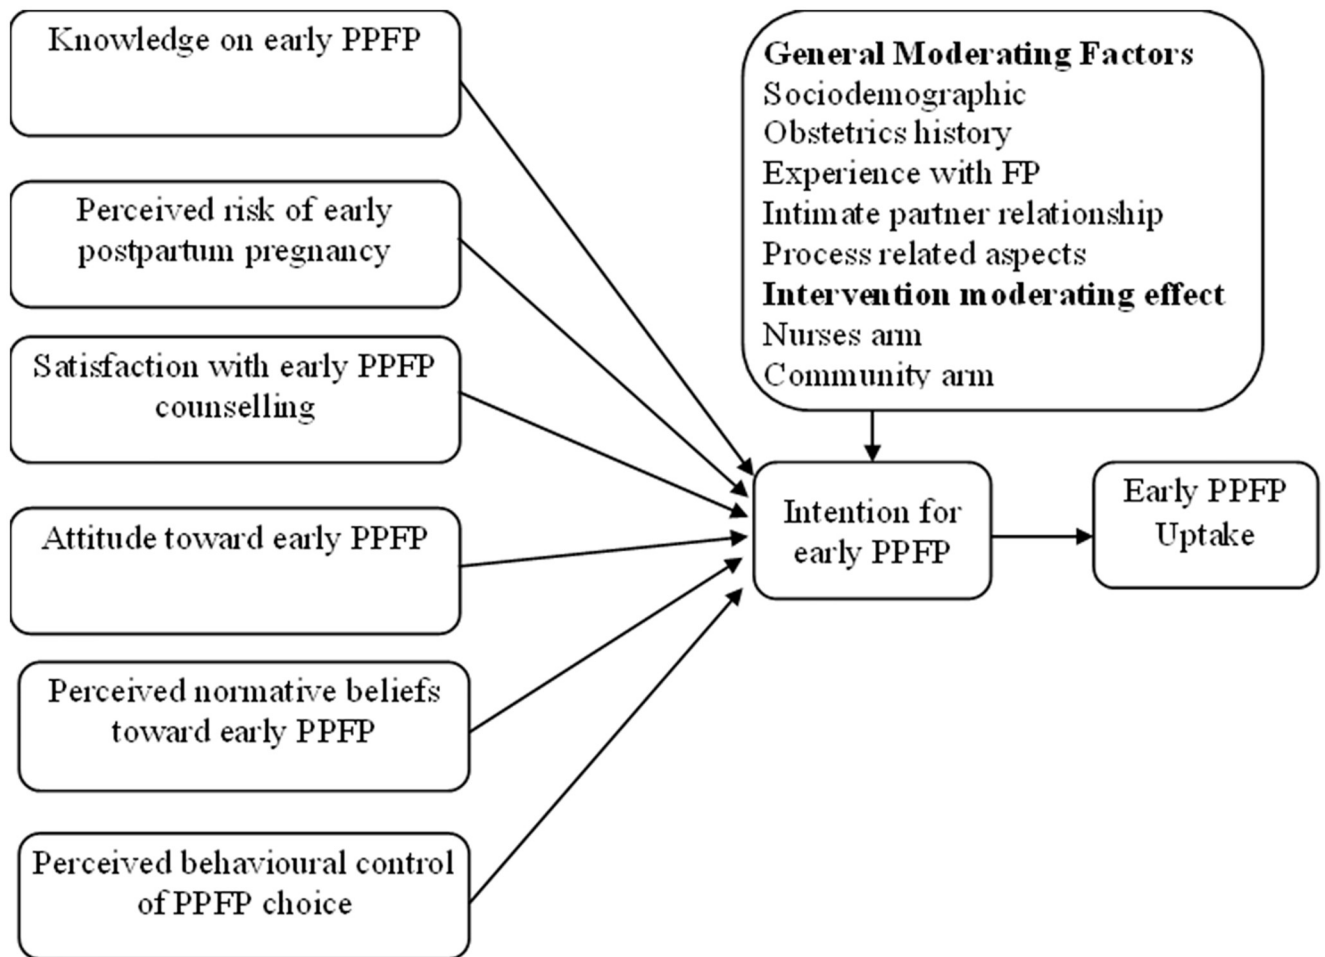 Knowledge on early PPFP
Perceived risk of early
postpartum pregnancy
Satisfaction with early PPFP
counselling
Attitude toward early PPFP
Perceived normative beliefs
toward early PPFP
Perceived behavioural control
of PPFP choice
General Moderating Factors
Sociodemographic
Obstetrics history
Experience with FP
Intimate partner relationship
Process related aspects
Intervention moderating effect
Nurses arm
Community arm
Intention for
early PPFP
Early PPFP
Uptake